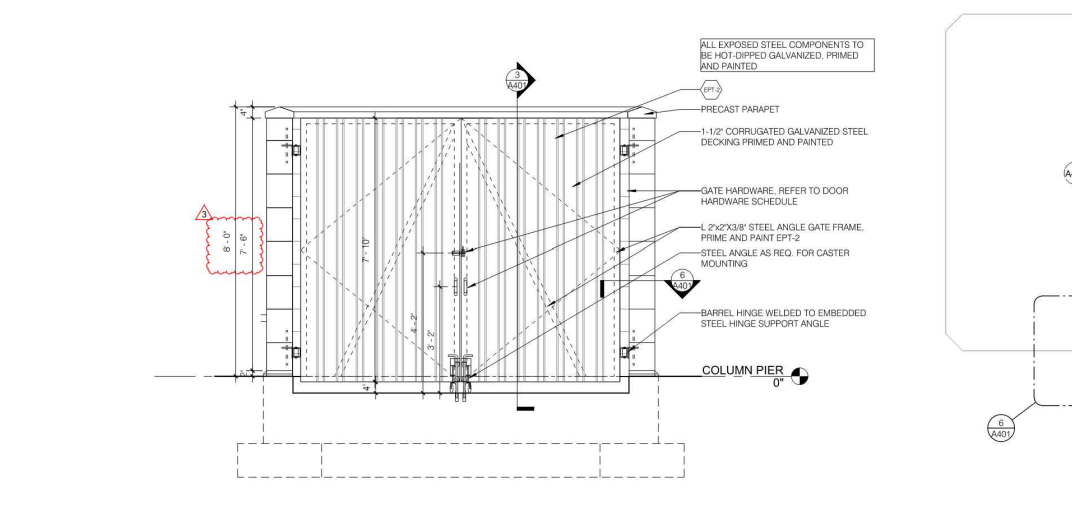 ALL EXPOSED STEEL COMPONENTS TO
BE HOT-DIPPED GALVANIZED, PRIMED
AND PAINTED
EPT-2
PRECAST PARAPET
1-1/2" CORRUGATED GALVANIZED STEEL
DECKING PRIMED AND PAINTED
GATE HARDWARE, REFER TO DOOR
HARDWARE SCHEDULE
L 2"x2"X3/8" STEEL ANGLE GATE FRAME,
PRIME AND PAINT EPT-2
STEEL ANGLE AS REQ. FOR CASTER
MOUNTING
BARREL HINGE WELDED TO EMBEDDED
STEEL HINGE SUPPORT ANGLE
COLUMN PIER
0"
3
A401
6
A401
6
A401
3
4"
8' - 0"
7' - 6"
2"
7' - 10"
4"
4' - 2"
3' - 2"